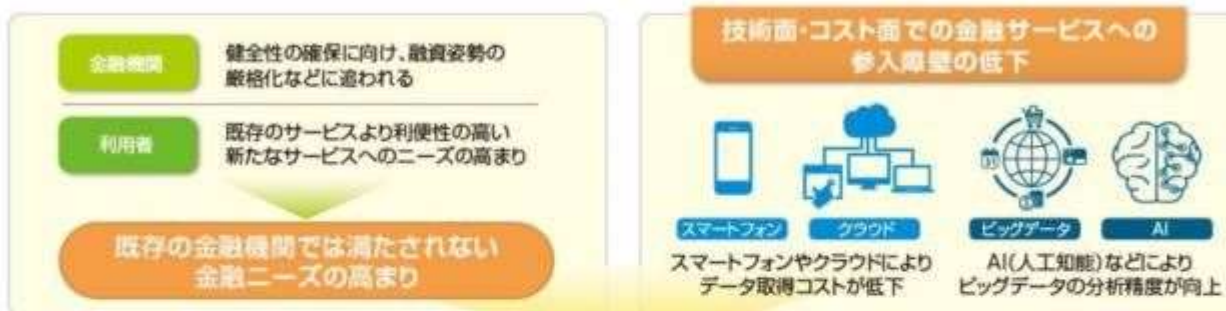 金融機関
健全性の確保に向け、融資姿勢の
厳格化などに追われる
利用者
既存のサービスより利便性の高い
新たなサービスへのニーズの高まり
既存の金融機関では満たされない
金融ニーズの高まり
技術面・コスト面での金融サービスへの
参入障壁の低下
スマートフォン
クラウド
ビッグデータ
AI
スマートフォンやクラウドにより
データ取得コストが低下
AI(人工知能)などにより
ビッグデータの分析精度が向上